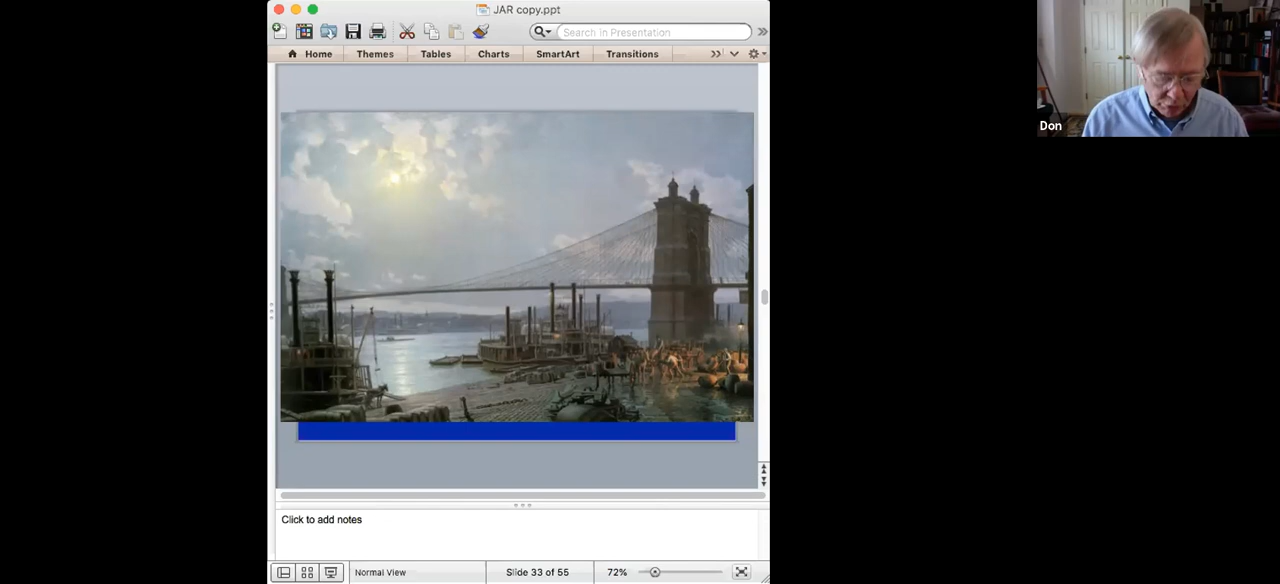 JAR copy.ppt
Search in Presentation
Home Themes Tables Charts SmartArt Transitions
Don
Click to add notes
Normal View Slide 33 of 55 72%